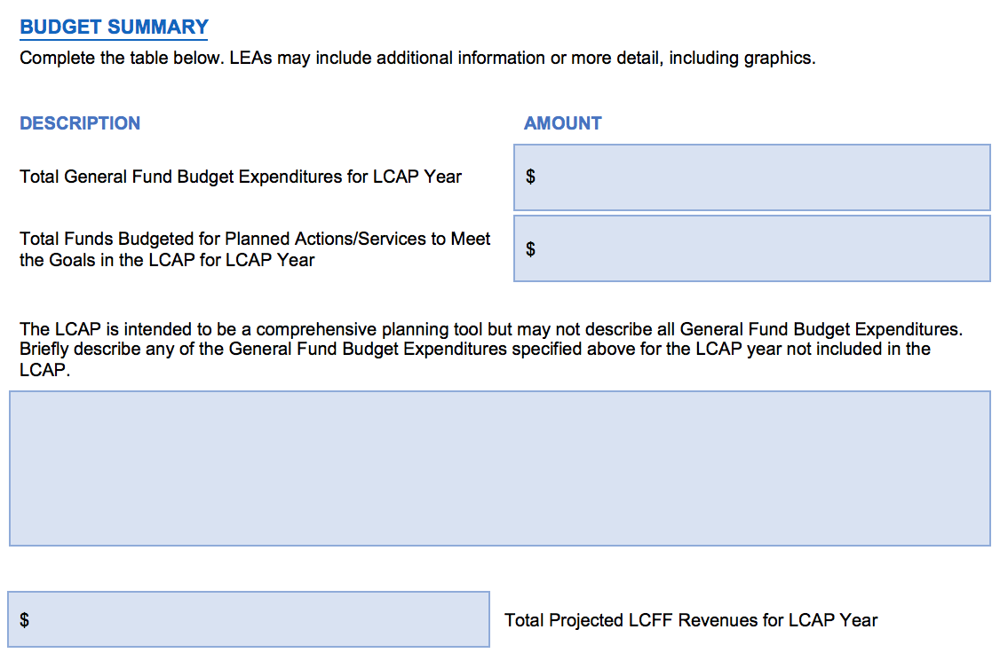 BUDGET SUMMARY
Complete the table below. LEAs may include additional information or more detail, including graphics.
DESCRIPTION
AMOUNT
Total General Fund Budget Expenditures for LCAP Year
$
Total Funds Budgeted for Planned Actions/Services to Meet
the Goals in the LCAP for LCAP Year
$
The LCAP is intended to be a comprehensive planning tool but may not describe all General Fund Budget Expenditures.
Briefly describe any of the General Fund Budget Expenditures specified above for the LCAP year not included in the
LCAP.
$
Total Projected LCFF Revenues for LCAP Year